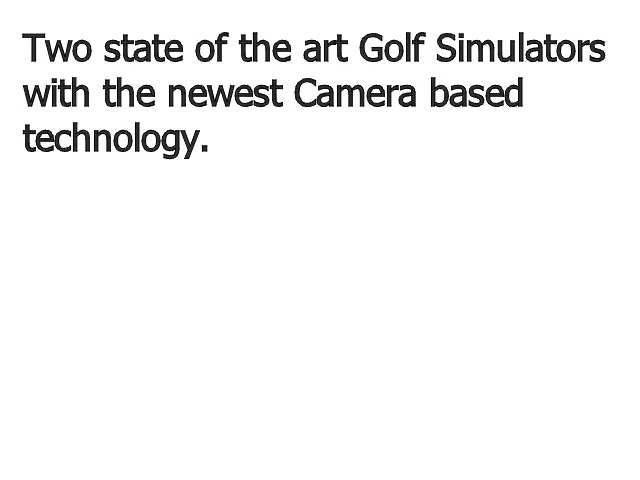 Two state of the art Golf Simulators
with the newest Camera based
technology.